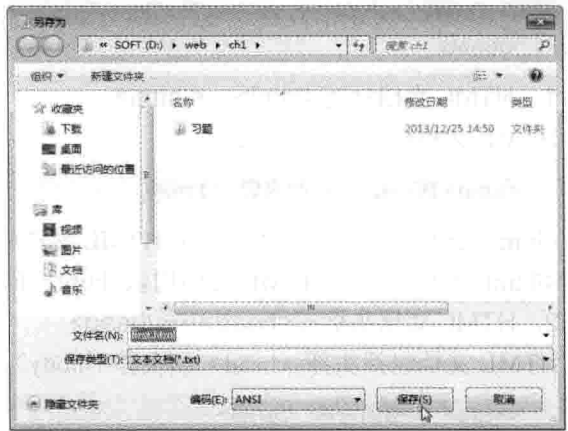 另存为
« SOFT (D:) ▸ web ▸ ch1 ▸
搜索 ch1
组织 ▼ 新建文件夹
名称 修改日期 类型
收藏夹
下载
桌面
最近访问的位置
库
视频
图片
文档
音乐
习题 2013/12/25 14:50 文件夹
文件名(N):
保存类型(T): 文本文档(*.txt)
隐藏文件夹 编码(E): ANSI 保存(S) 取消